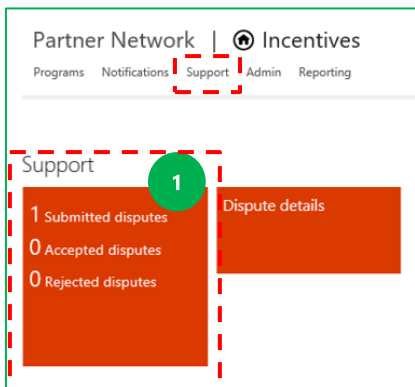 Partner Network | Incentives
Programs Notifications Support Admin Reporting
Support
1
1 Submitted disputes
0 Accepted disputes
0 Rejected disputes
Dispute details